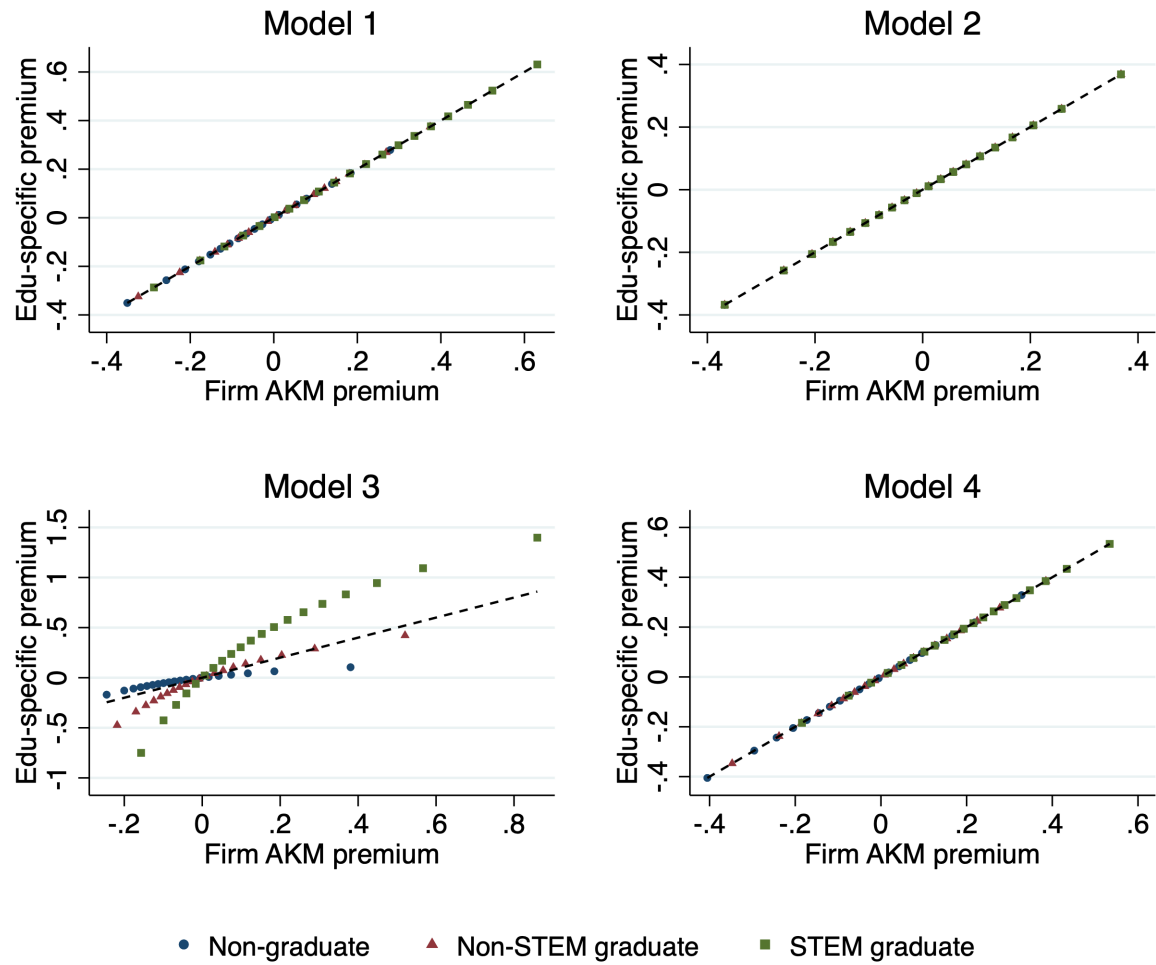 Model 1
Edu-specific premium
.6
.4
.2
0
-.2
-.4
-.4 -.2 0 .2 .4 .6
Firm AKM premium
Model 2
Edu-specific premium
.4
.2
0
-.2
-.4
-.4 -.2 0 .2 .4
Firm AKM premium
Model 3
Edu-specific premium
1.5
1
.5
0
-.5
-1
-.2 0 .2 .4 .6 .8
Firm AKM premium
Model 4
Edu-specific premium
.6
.4
.2
0
-.2
-.4
-.4 -.2 0 .2 .4 .6
Firm AKM premium
Non-graduate Non-STEM graduate STEM graduate